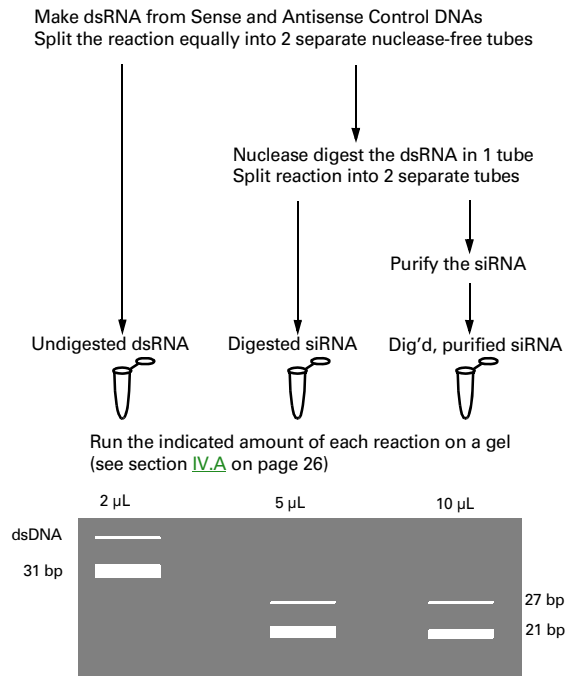 Make dsRNA from Sense and Antisense Control DNAs
Split the reaction equally into 2 separate nuclease-free tubes
Nuclease digest the dsRNA in 1 tube
Split reaction into 2 separate tubes
Purify the siRNA
Undigested dsRNA
Digested siRNA
Dig'd, purified siRNA
Run the indicated amount of each reaction on a gel
(see section IV.A on page 26)
2 µL
5 µL
10 µL
dsDNA
31 bp
27 bp
21 bp